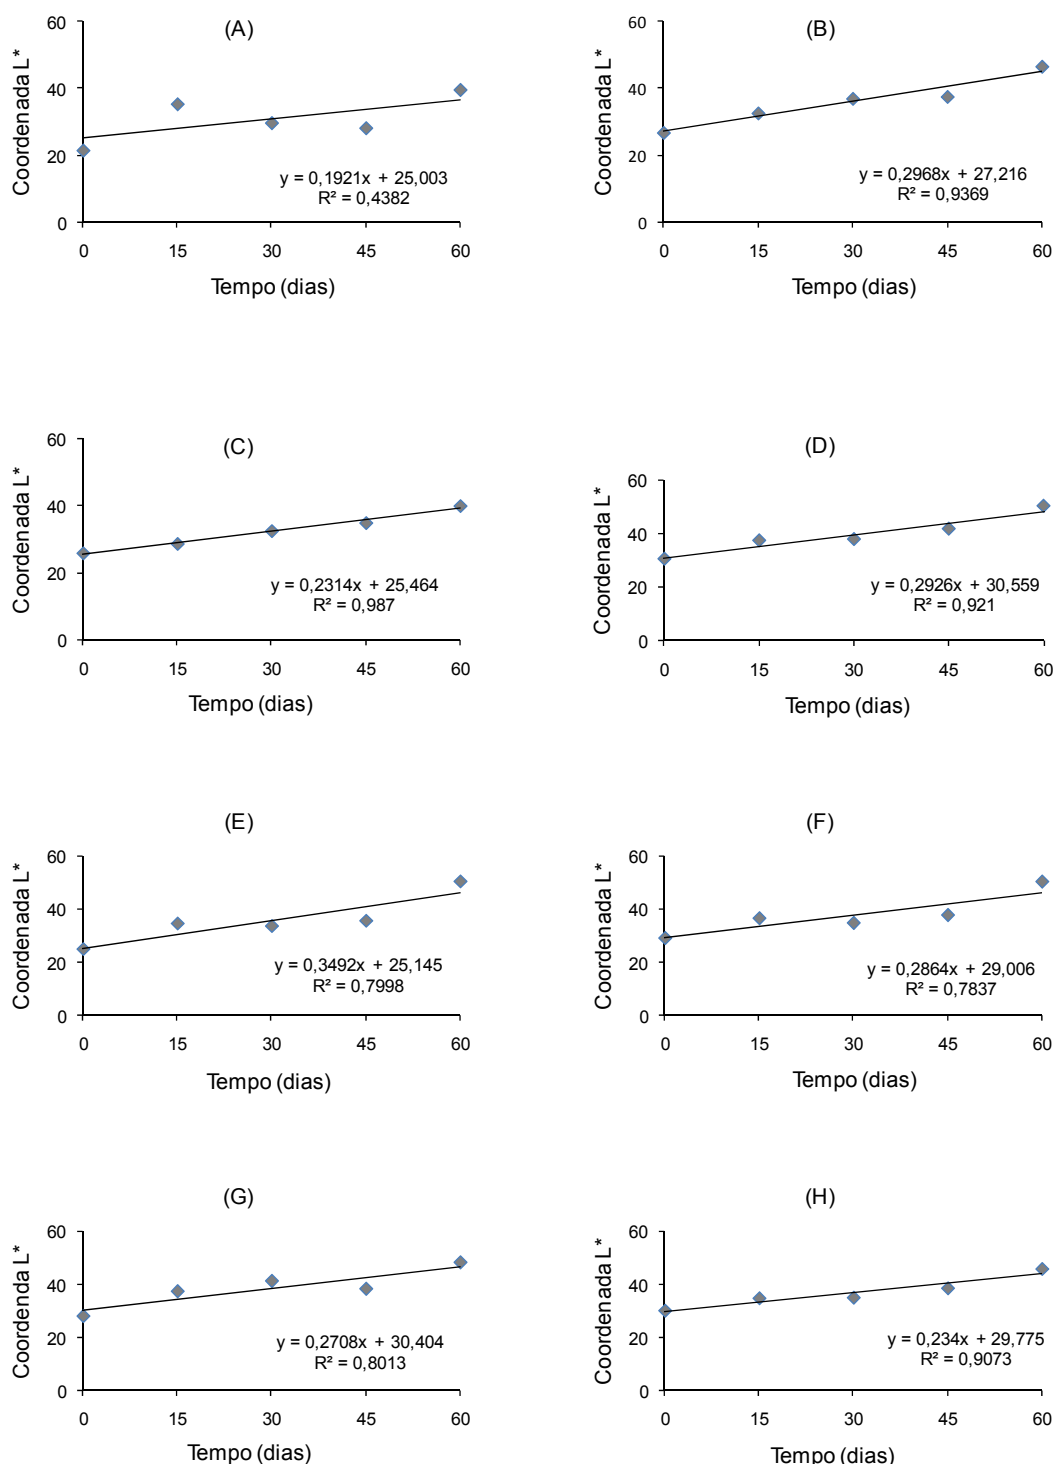 (A)
Coordenada L*
60
40
20
0
y = 0,1921x + 25,003
R² = 0,4382
0 15 30 45 60
Tempo (dias)
(B)
Coordenada L*
60
40
20
0
y = 0,2968x + 27,216
R² = 0,9369
0 15 30 45 60
Tempo (dias)
(C)
Coordenada L*
60
40
20
0
y = 0,2314x + 25,464
R² = 0,987
0 15 30 45 60
Tempo (dias)
(D)
Coordenada L*
60
40
20
0
y = 0,2926x + 30,559
R² = 0,921
0 15 30 45 60
Tempo (dias)
(E)
Coordenada L*
60
40
20
0
y = 0,3492x + 25,145
R² = 0,7998
0 15 30 45 60
Tempo (dias)
(F)
Coordenada L*
60
40
20
0
y = 0,2864x + 29,006
R² = 0,7837
0 15 30 45 60
Tempo (dias)
(G)
Coordenda L*
60
40
20
0
y = 0,2708x + 30,404
R² = 0,8013
0 15 30 45 60
Tempo (dias)
(H)
Coordenada L*
60
40
20
0
y = 0,234x + 29,775
R² = 0,9073
0 15 30 45 60
Tempo (dias)